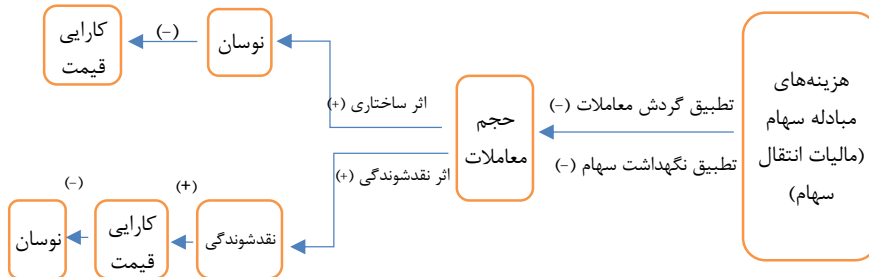 هزینه‌های
مبادله سهام
(مالیات انتقال
سهام)
تطبیق گردش معاملات (–)
تطبیق نگهداشت سهام (–)
حجم
معاملات
اثر ساختاری (+)
نوسان
(–)
کارایی
قیمت
اثر نقدشوندگی (+)
نقدشوندگی
(+)
کارایی
قیمت
(–)
نوسان